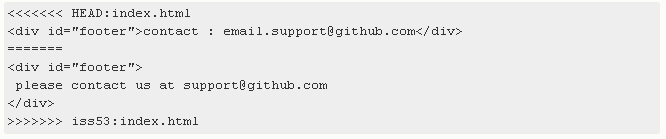 <<<<<<< HEAD:index.html
<div id="footer">contact : email.support@github.com</div>
=======
<div id="footer">
 please contact us at support@github.com
</div>
>>>>>>> iss53:index.html